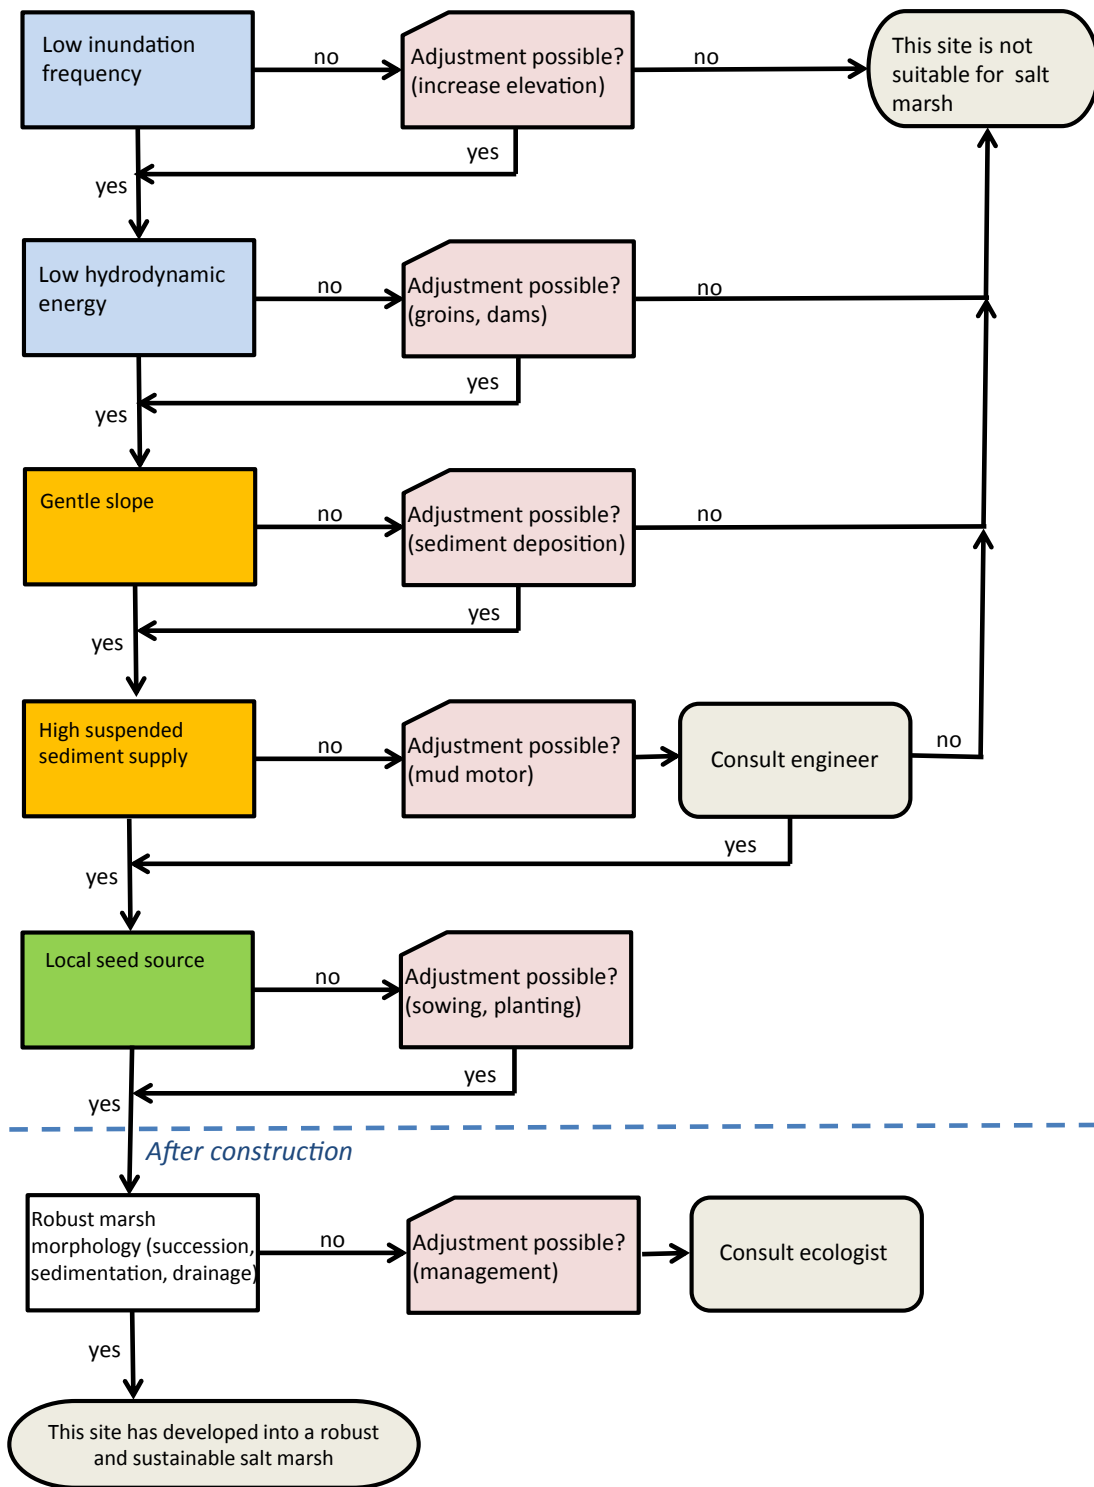 Low inundation
frequency
no
Adjustment possible?
(increase elevation)
no
This site is not
suitable for salt
marsh
yes
yes
Low hydrodynamic
energy
no
Adjustment possible?
(groins, dams)
no
yes
yes
Gentle slope
no
Adjustment possible?
(sediment deposition)
no
yes
yes
High suspended
sediment supply
no
Adjustment possible?
(mud motor)
Consult engineer
no
yes
yes
Local seed source
no
Adjustment possible?
(sowing, planting)
yes
yes
After construction
Robust marsh
morphology (succession,
sedimentation, drainage)
no
Adjustment possible?
(management)
Consult ecologist
yes
This site has developed into a robust
and sustainable salt marsh